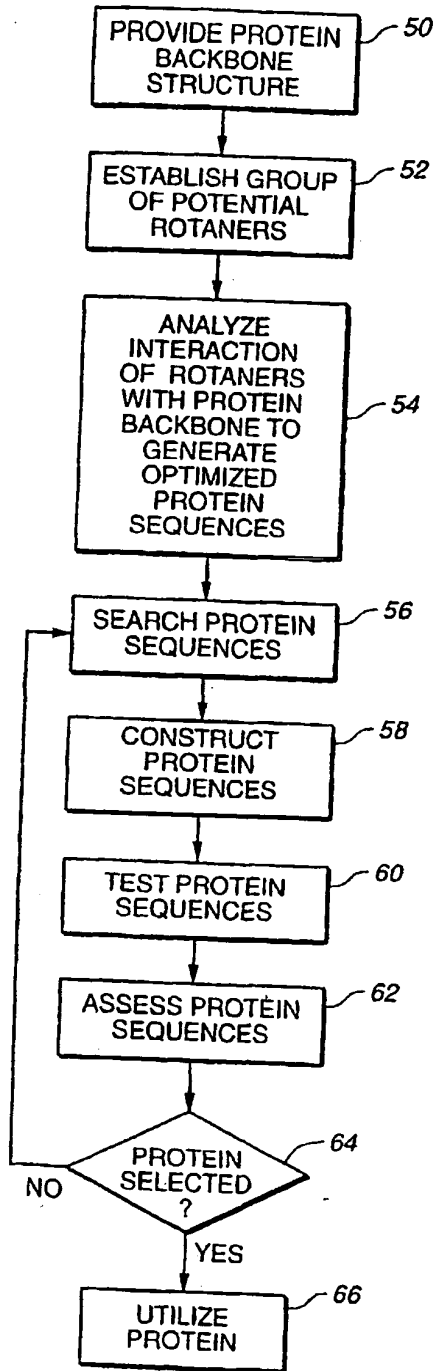 PROVIDE PROTEIN
BACKBONE
STRUCTURE
50
ESTABLISH GROUP
OF POTENTIAL
ROTANERS
52
ANALYZE
INTERACTION
OF ROTANERS
WITH PROTEIN
BACKBONE TO
GENERATE
OPTIMIZED
PROTEIN
SEQUENCES
54
SEARCH PROTEIN
SEQUENCES
56
CONSTRUCT
PROTEIN
SEQUENCES
58
TEST PROTEIN
SEQUENCES
60
ASSESS PROTEIN
SEQUENCES
62
PROTEIN
SELECTED
?
64
NO
YES
UTILIZE
PROTEIN
66